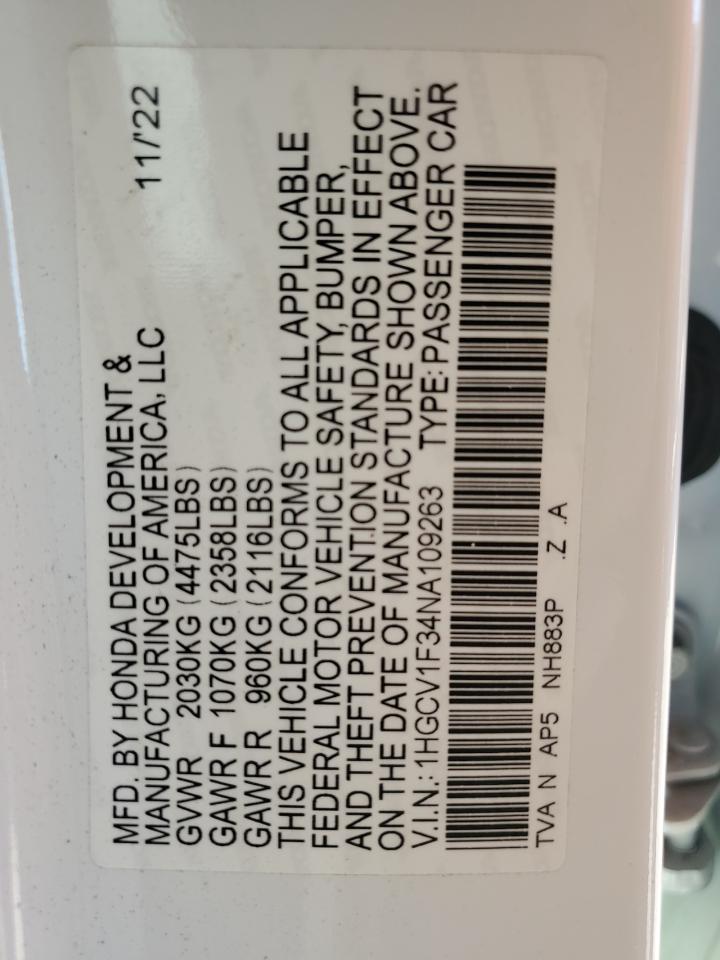 MFD. BY HONDA DEVELOPMENT &
MANUFACTURING OF AMERICA, LLC 11/'22
GVWR 2030KG (4475LBS)
GAWR F 1070KG (2358LBS)
GAWR R 960KG (2116LBS)
THIS VEHICLE CONFORMS TO ALL APPLICABLE
FEDERAL MOTOR VEHICLE SAFETY, BUMPER,
AND THEFT PREVENTION STANDARDS IN EFFECT
ON THE DATE OF MANUFACTURE SHOWN ABOVE.
V.I.N.: 1HGCV1F34NA109263 TYPE: PASSENGER CAR
TVA N AP5 NH883P .Z .A